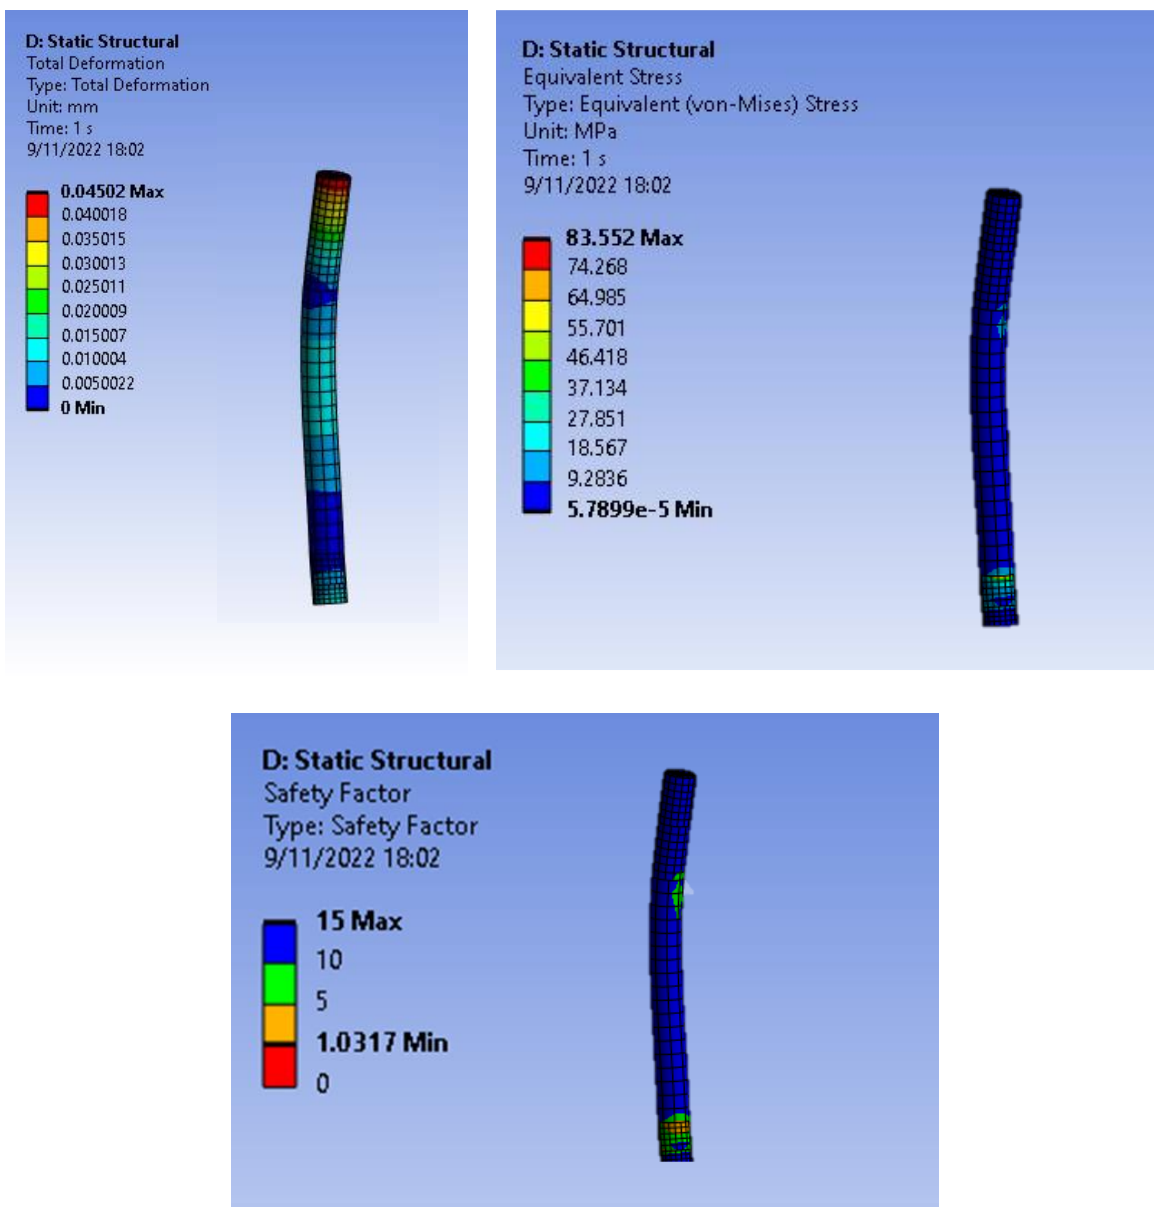 D: Static Structural
Total Deformation
Type: Total Deformation
Unit: mm
Time: 1 s
9/11/2022 18:02
0.04502 Max
0.040018
0.035015
0.030013
0.025011
0.020009
0.015007
0.010004
0.0050022
0 Min
D: Static Structural
Equivalent Stress
Type: Equivalent (von-Mises) Stress
Unit: MPa
Time: 1 s
9/11/2022 18:02
83.552 Max
74.268
64.985
55.701
46.418
37.134
27.851
18.567
9.2836
5.7899e-5 Min
D: Static Structural
Safety Factor
Type: Safety Factor
9/11/2022 18:02
15 Max
10
5
1.0317 Min
0